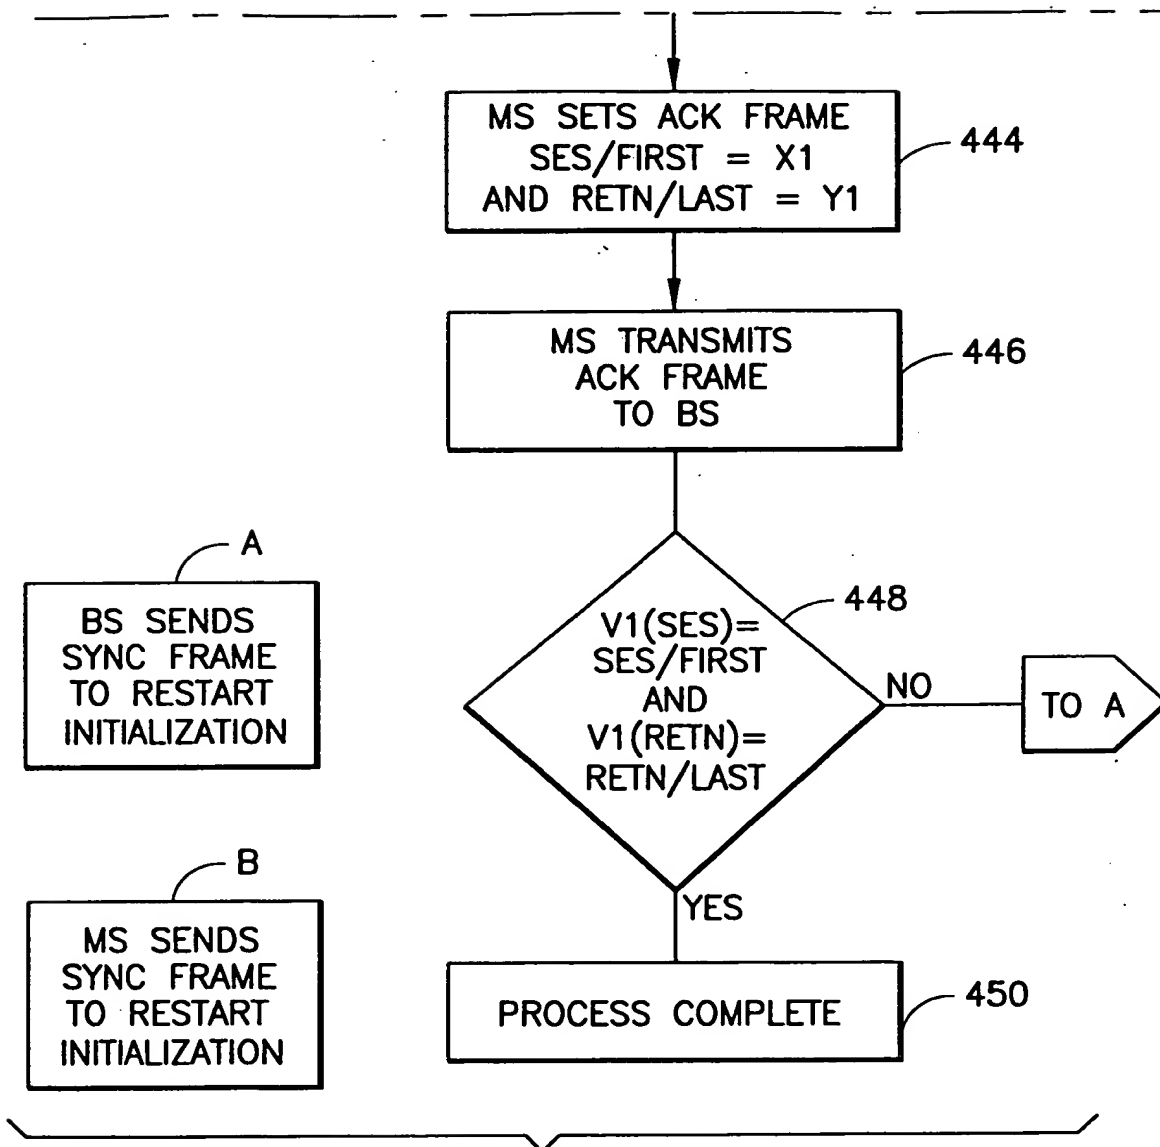 MS SETS ACK FRAME
SES/FIRST = X1
AND RETN/LAST = Y1
444
MS TRANSMITS
ACK FRAME
TO BS
446
A
BS SENDS
SYNC FRAME
TO RESTART
INITIALIZATION
V1(SES)=
SES/FIRST
AND
V1(RETN)=
RETN/LAST
448
NO
TO A
YES
B
MS SENDS
SYNC FRAME
TO RESTART
INITIALIZATION
PROCESS COMPLETE
450